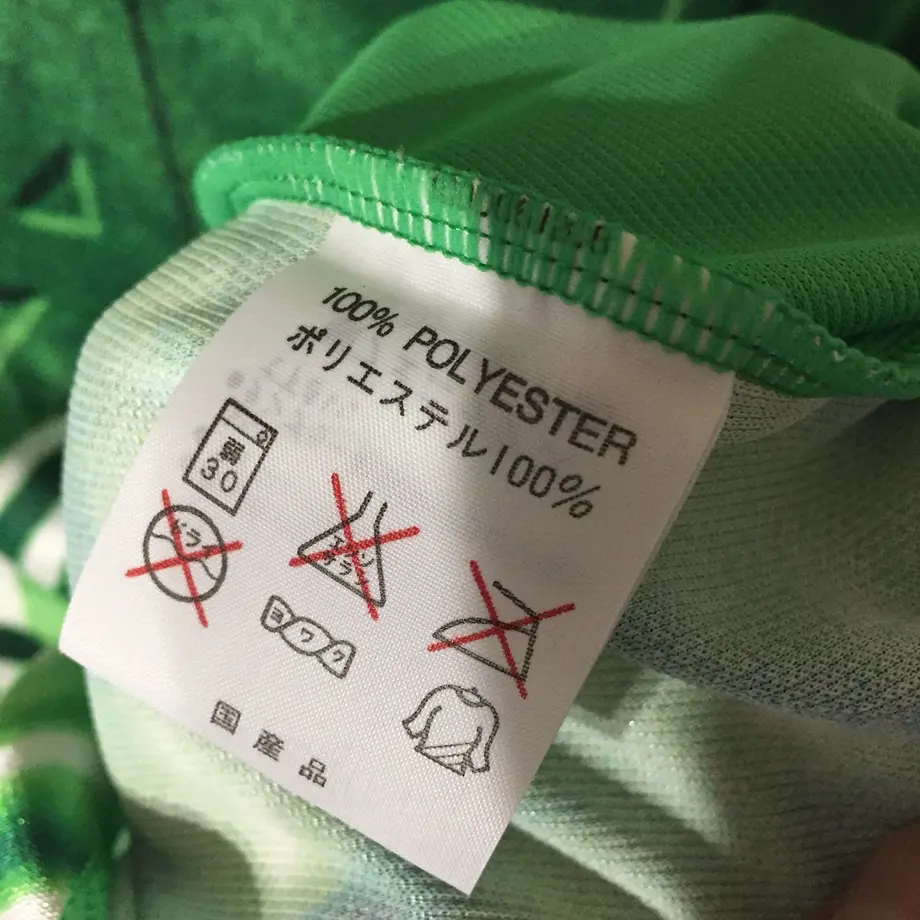 100% POLYESTER
ポリエステル100%
弱
30
ドライ
エンソ
サラシ
ヨワク
国産品